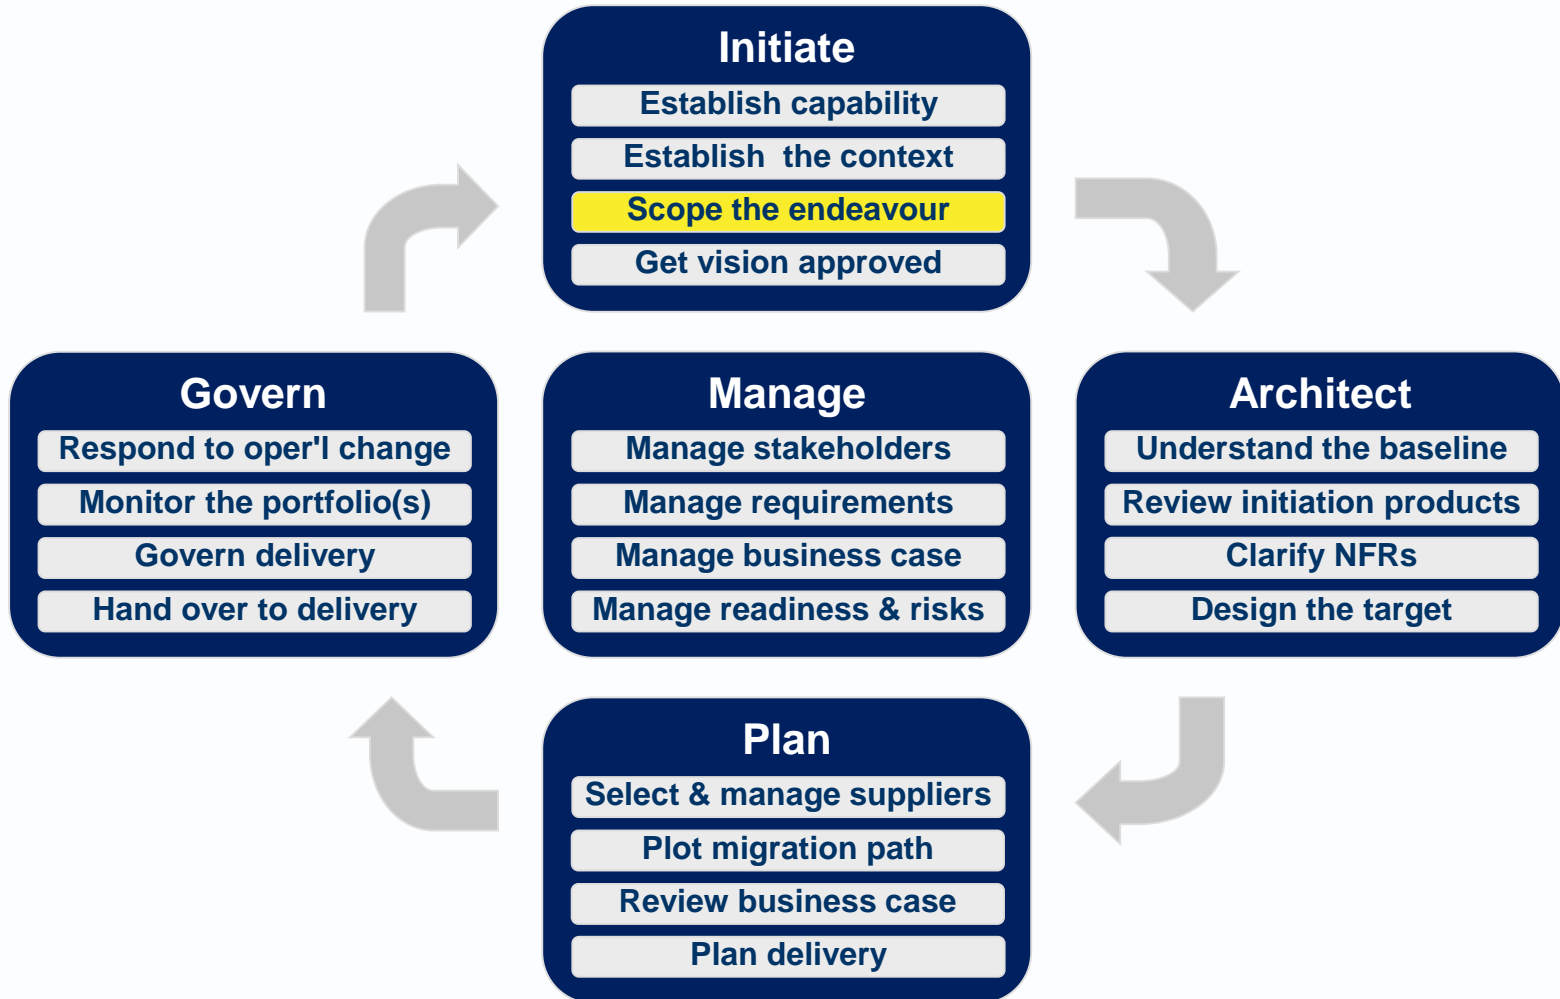 Initiate
Establish capability
Establish  the context
Scope the endeavour
Get vision approved
Govern
Respond to oper'l change
Monitor the portfolio(s)
Govern delivery
Hand over to delivery
Manage
Manage stakeholders
Manage requirements
Manage business case
Manage readiness & risks
Architect
Understand the baseline
Review initiation products
Clarify NFRs
Design the target
Plan
Select & manage suppliers
Plot migration path
Review business case
Plan delivery